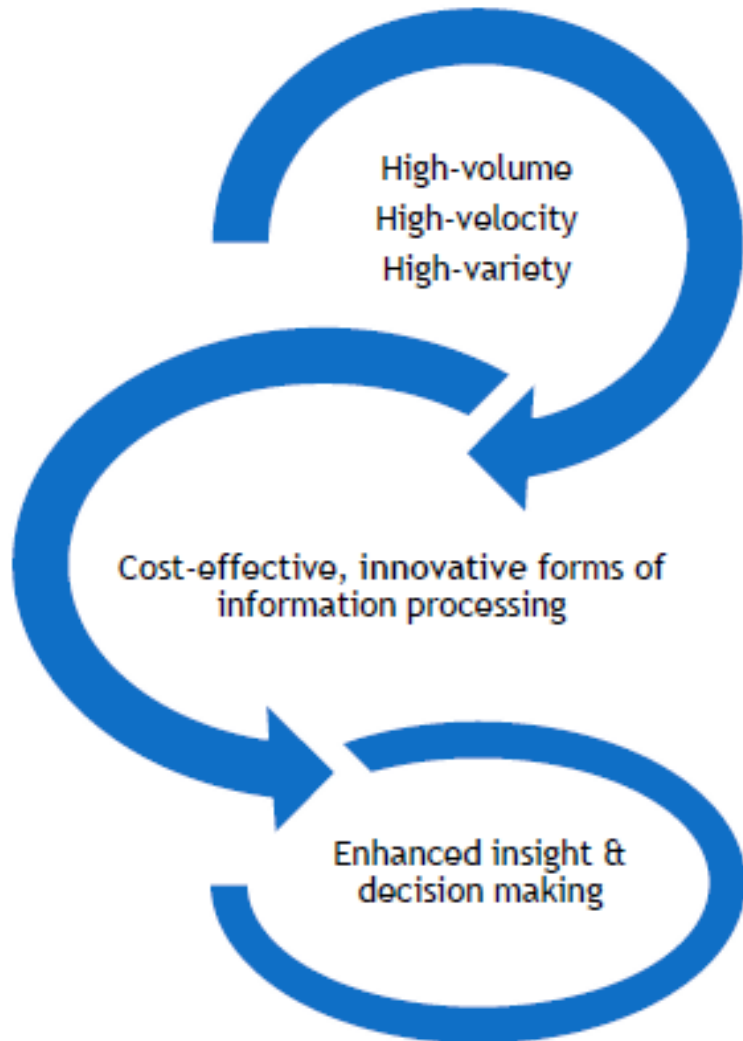 High-volume
High-velocity
High-variety
Cost-effective, innovative forms of
information processing
Enhanced insight &
decision making